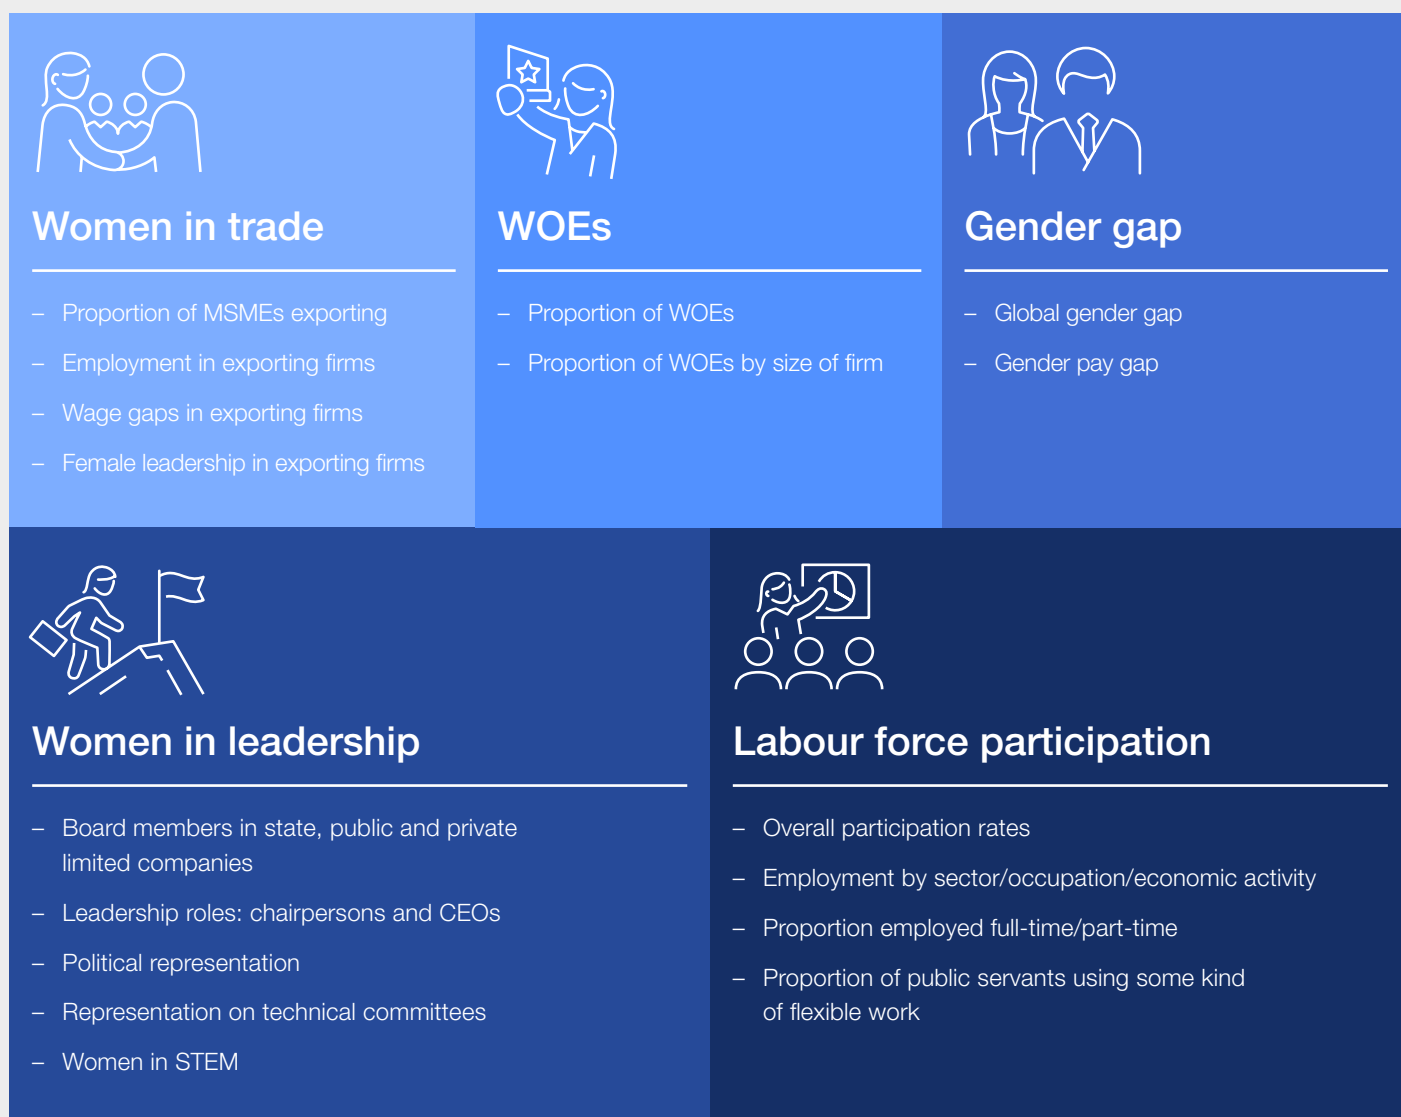 Women in trade
– Proportion of MSMEs exporting
– Employment in exporting firms
– Wage gaps in exporting firms
– Female leadership in exporting firms
WOEs
– Proportion of WOEs
– Proportion of WOEs by size of firm
Gender gap
– Global gender gap
– Gender pay gap
Women in leadership
– Board members in state, public and private
limited companies
– Leadership roles: chairpersons and CEOs
– Political representation
– Representation on technical committees
– Women in STEM
Labour force participation
– Overall participation rates
– Employment by sector/occupation/economic activity
– Proportion employed full-time/part-time
– Proportion of public servants using some kind
of flexible work